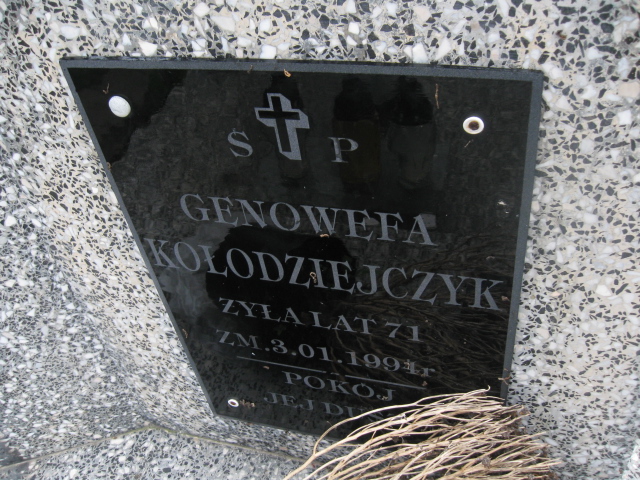 Ś P
GENOWEFA
KOŁODZIEJCZYK
ŻYŁA LAT 71
ZM. 3.01.1994r
POKÓJ
JEJ